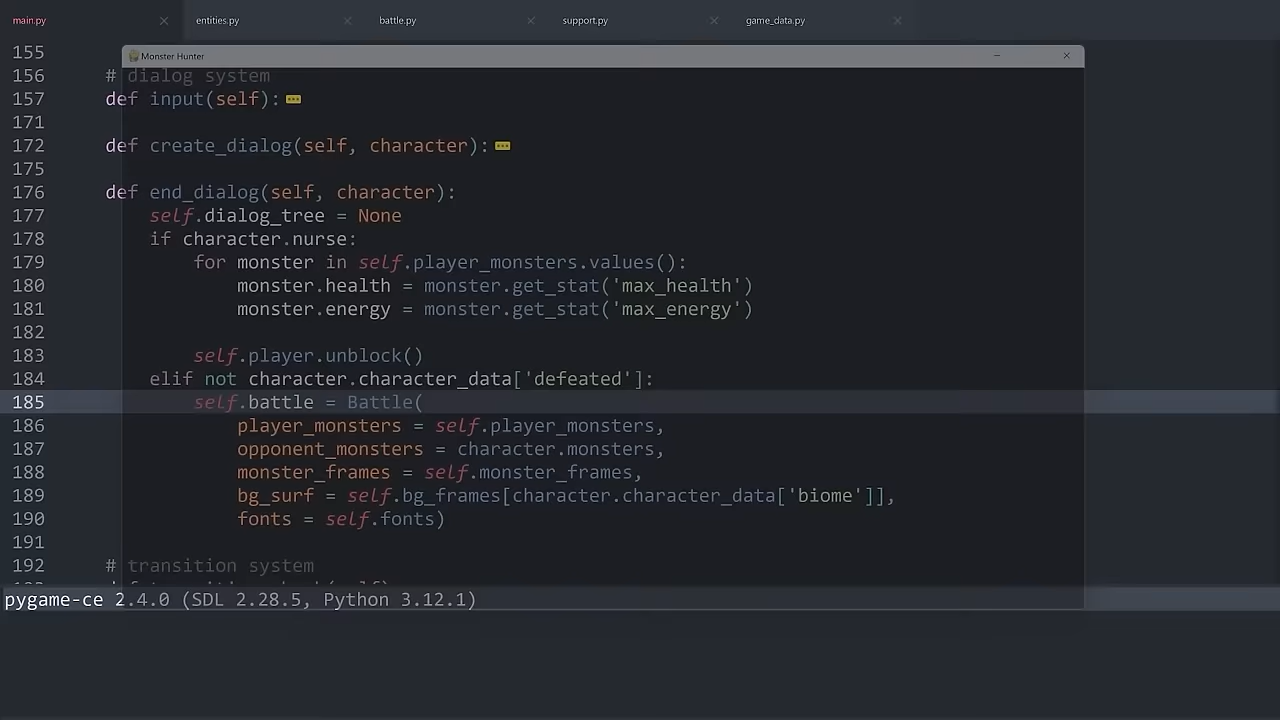 main.py
entities.py
battle.py
support.py
game_data.py
Monster Hunter
155
156 # dialog system
157 def input(self):
171
172 def create_dialog(self, character):
175
176 def end_dialog(self, character):
177 self.dialog_tree = None
178 if character.nurse:
179 for monster in self.player_monsters.values():
180 monster.health = monster.get_stat('max_health')
181 monster.energy = monster.get_stat('max_energy')
182
183 self.player.unblock()
184 elif not character.character_data['defeated']:
185 self.battle = Battle(
186 player_monsters = self.player_monsters,
187 opponent_monsters = character.monsters,
188 monster_frames = self.monster_frames,
189 bg_surf = self.bg_frames[character.character_data['biome']],
190 fonts = self.fonts)
191
192 # transition system
pygame-ce 2.4.0 (SDL 2.28.5, Python 3.12.1)